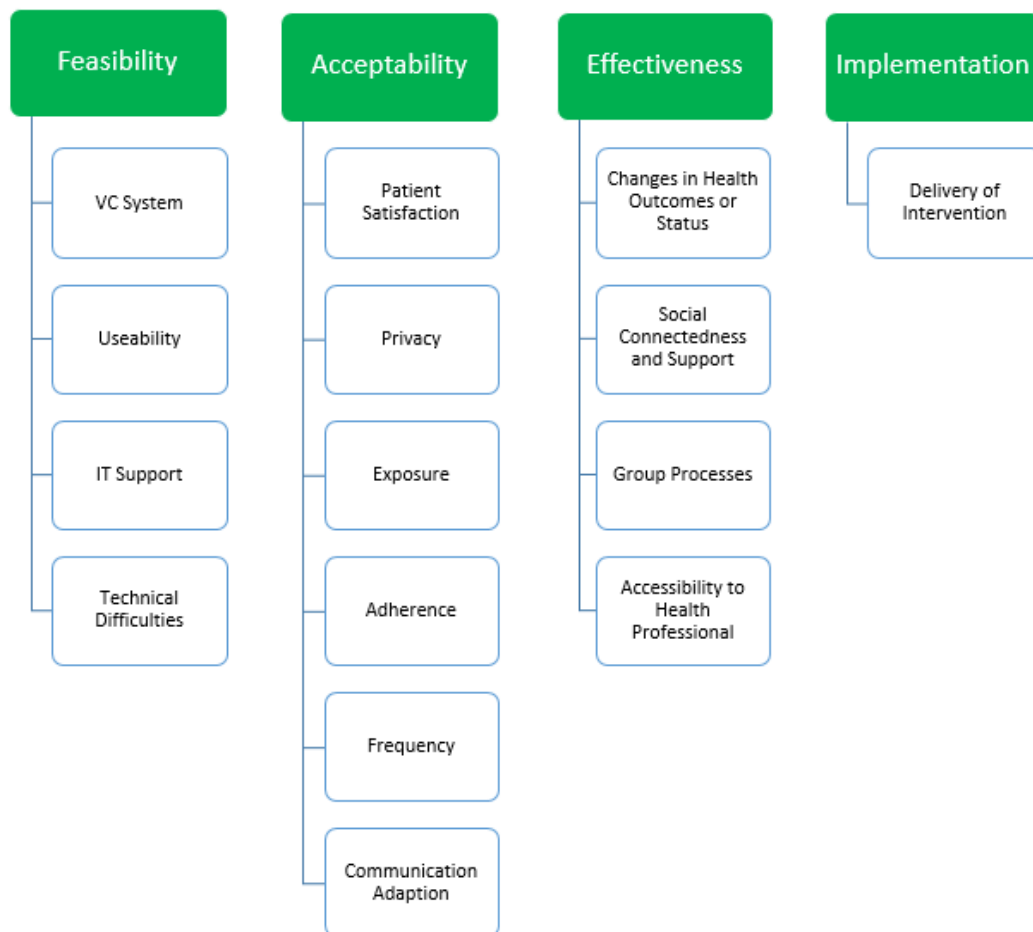 Feasibility
VC System
Useability
IT Support
Technical
Difficulties
Acceptability
Patient
Satisfaction
Privacy
Exposure
Adherence
Frequency
Communication
Adaption
Effectiveness
Changes in Health
Outcomes or
Status
Social
Connectedness
and Support
Group Processes
Accessibility to
Health
Professional
Implementation
Delivery of
Intervention